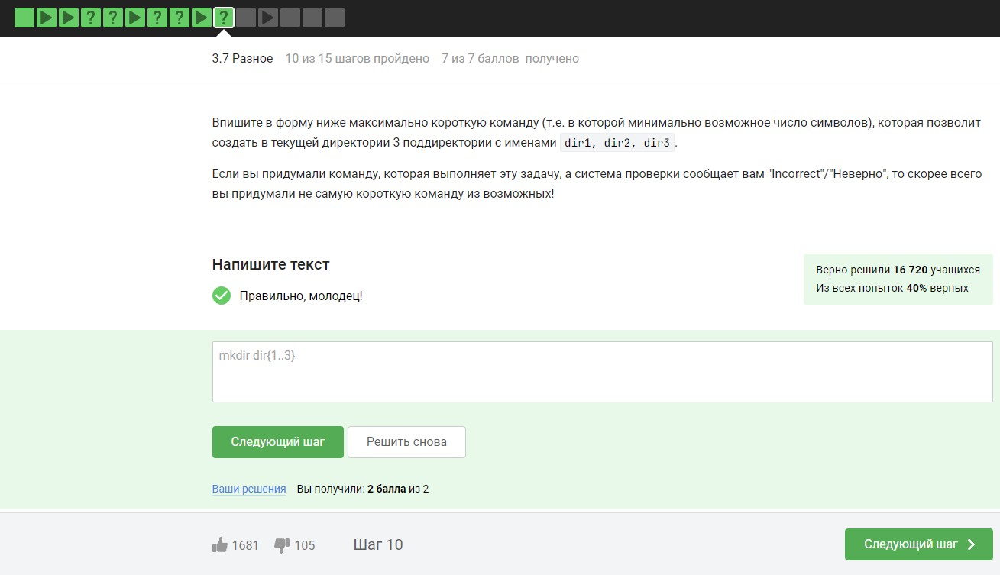 ? ? ? ? ?
3.7 Разное 10 из 15 шагов пройдено 7 из 7 баллов получено
Впишите в форму ниже максимально короткую команду (т.е. в которой минимально возможное число символов), которая позволит
создать в текущей директории 3 поддиректории с именами dir1, dir2, dir3.
Если вы придумали команду, которая выполняет эту задачу, а система проверки сообщает вам "Incorrect"/"Неверно", то скорее всего
вы придумали не самую короткую команду из возможных!
Напишите текст
Верно решили 16 720 учащихся
Из всех попыток 40% верных
Правильно, молодец!
mkdir dir{1..3}
Следующий шаг Решить снова
Ваши решения Вы получили: 2 балла из 2
1681 105 Шаг 10 Следующий шаг